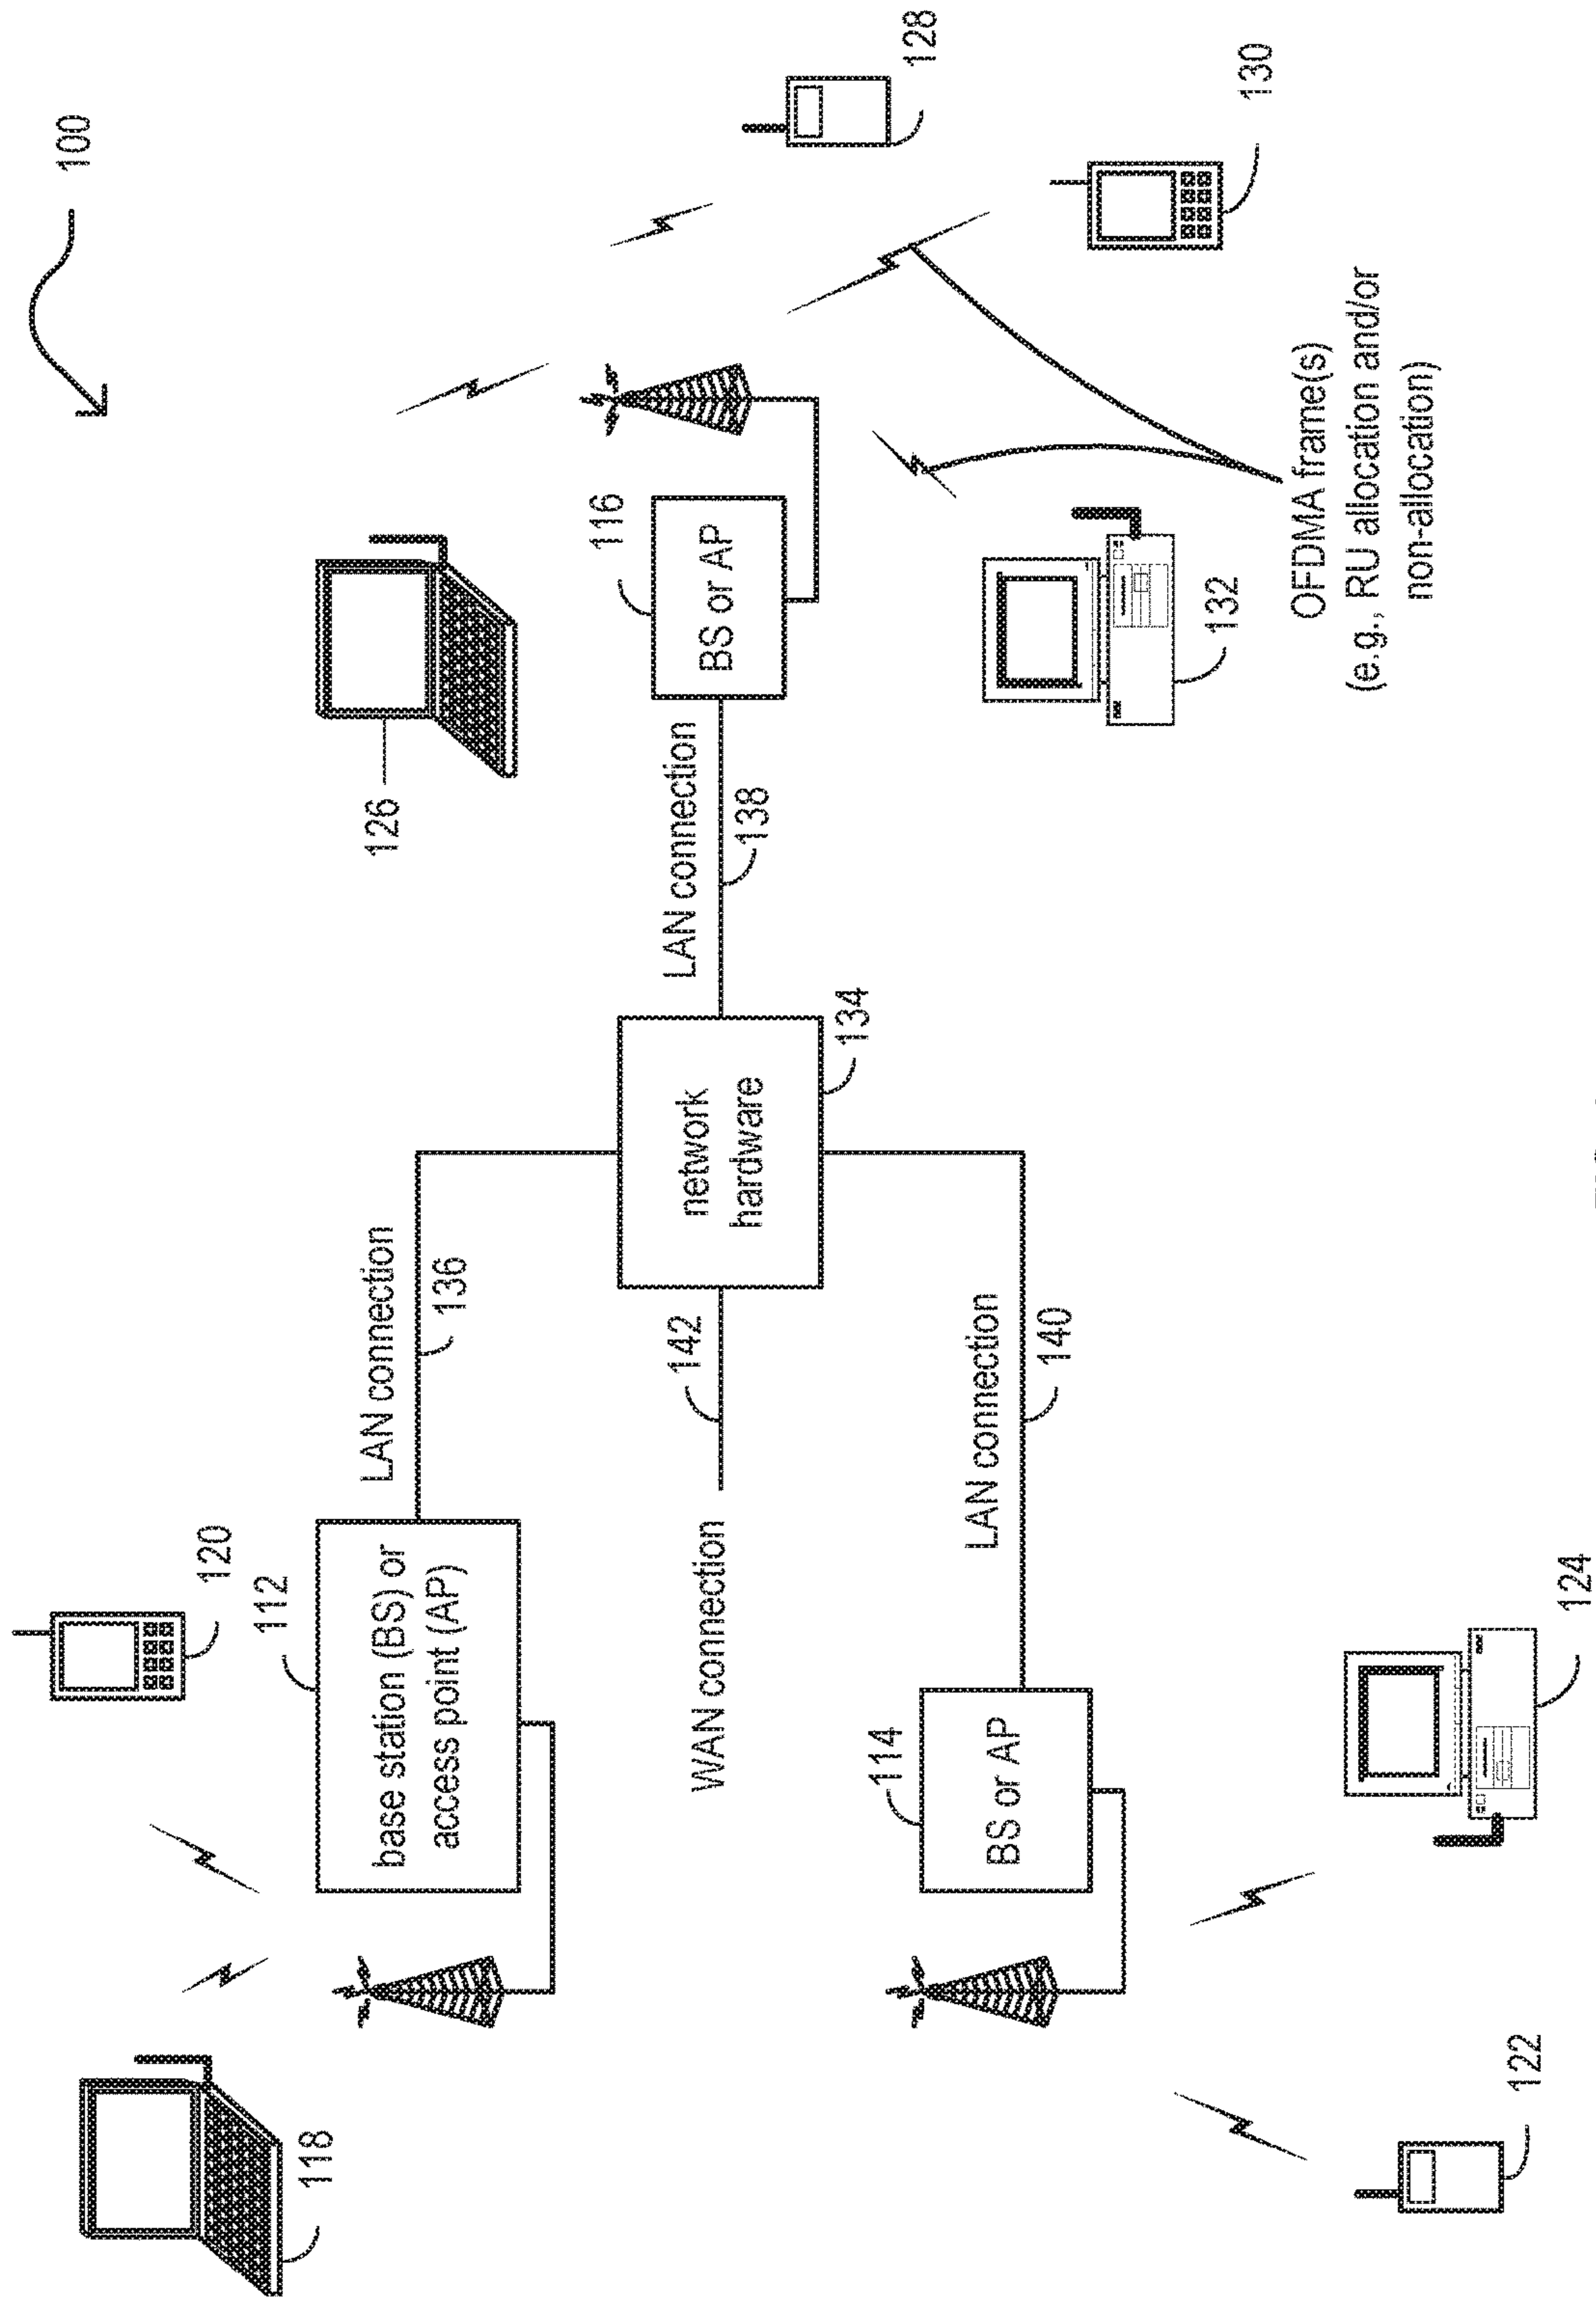 100
118
120
112
base station (BS) or
access point (AP)
LAN connection
136
126
116
BS or AP
128
130
WAN connection
142
network
hardware
134
LAN connection
138
114
BS or AP
LAN connection
140
132
OFDMA frame(s)
(e.g., RU allocation and/or
non-allocation)
122
124